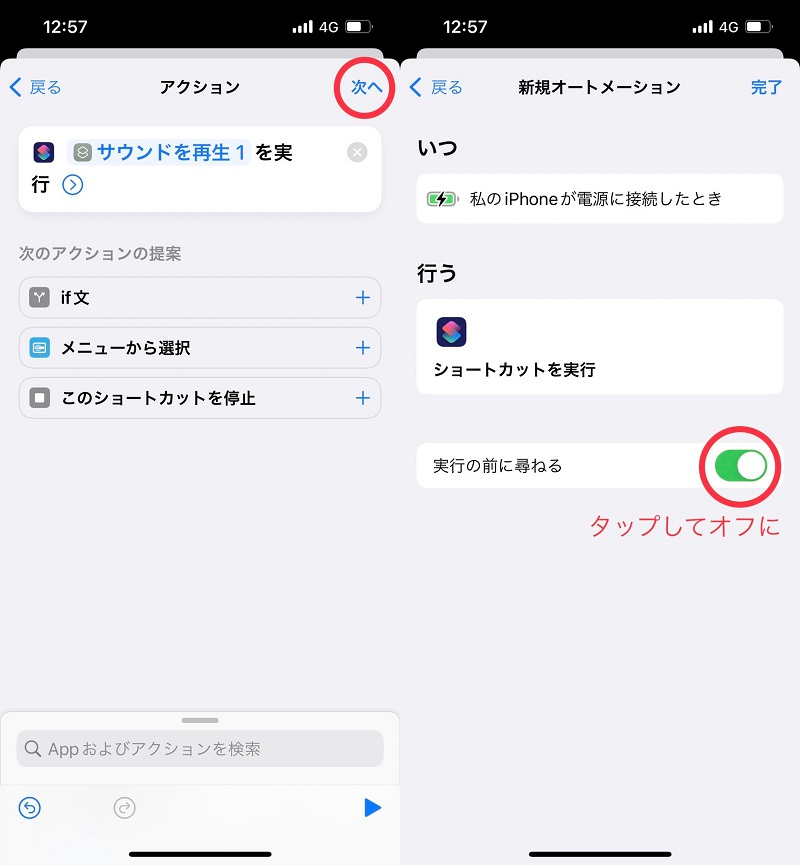 12:57
4G
戻る
アクション
次へ
サウンドを再生 1 を実
行
次のアクションの提案
if文
メニューから選択
このショートカットを停止
Appおよびアクションを検索
12:57
4G
戻る
新規オートメーション
完了
いつ
私のiPhoneが電源に接続したとき
行う
ショートカットを実行
実行の前に尋ねる
タップしてオフに